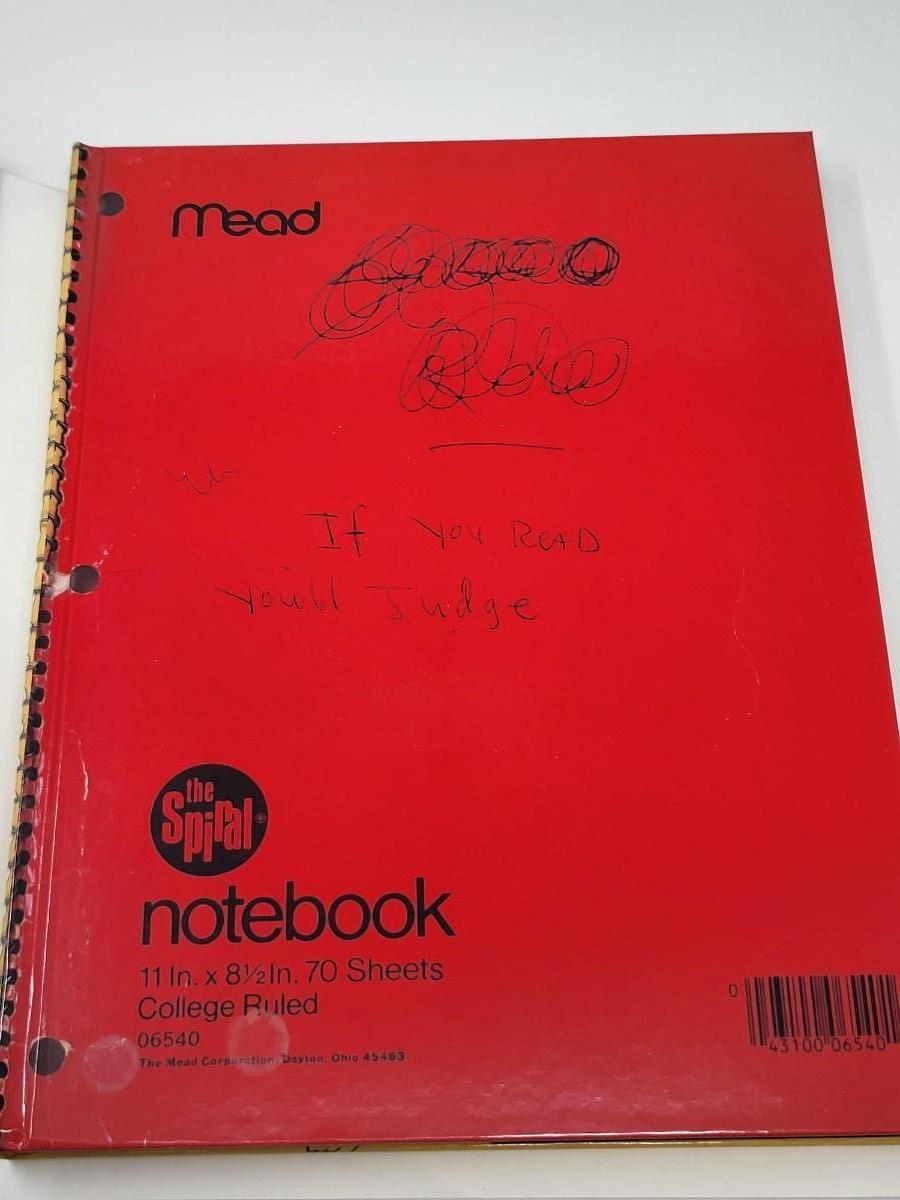 mead
If You READ
You'll Judge
the
Spiral®
notebook
11 In. x 8½ In. 70 Sheets
College Ruled
06540
The Mead Corporation, Dayton, Ohio 45463
0 43100 06540